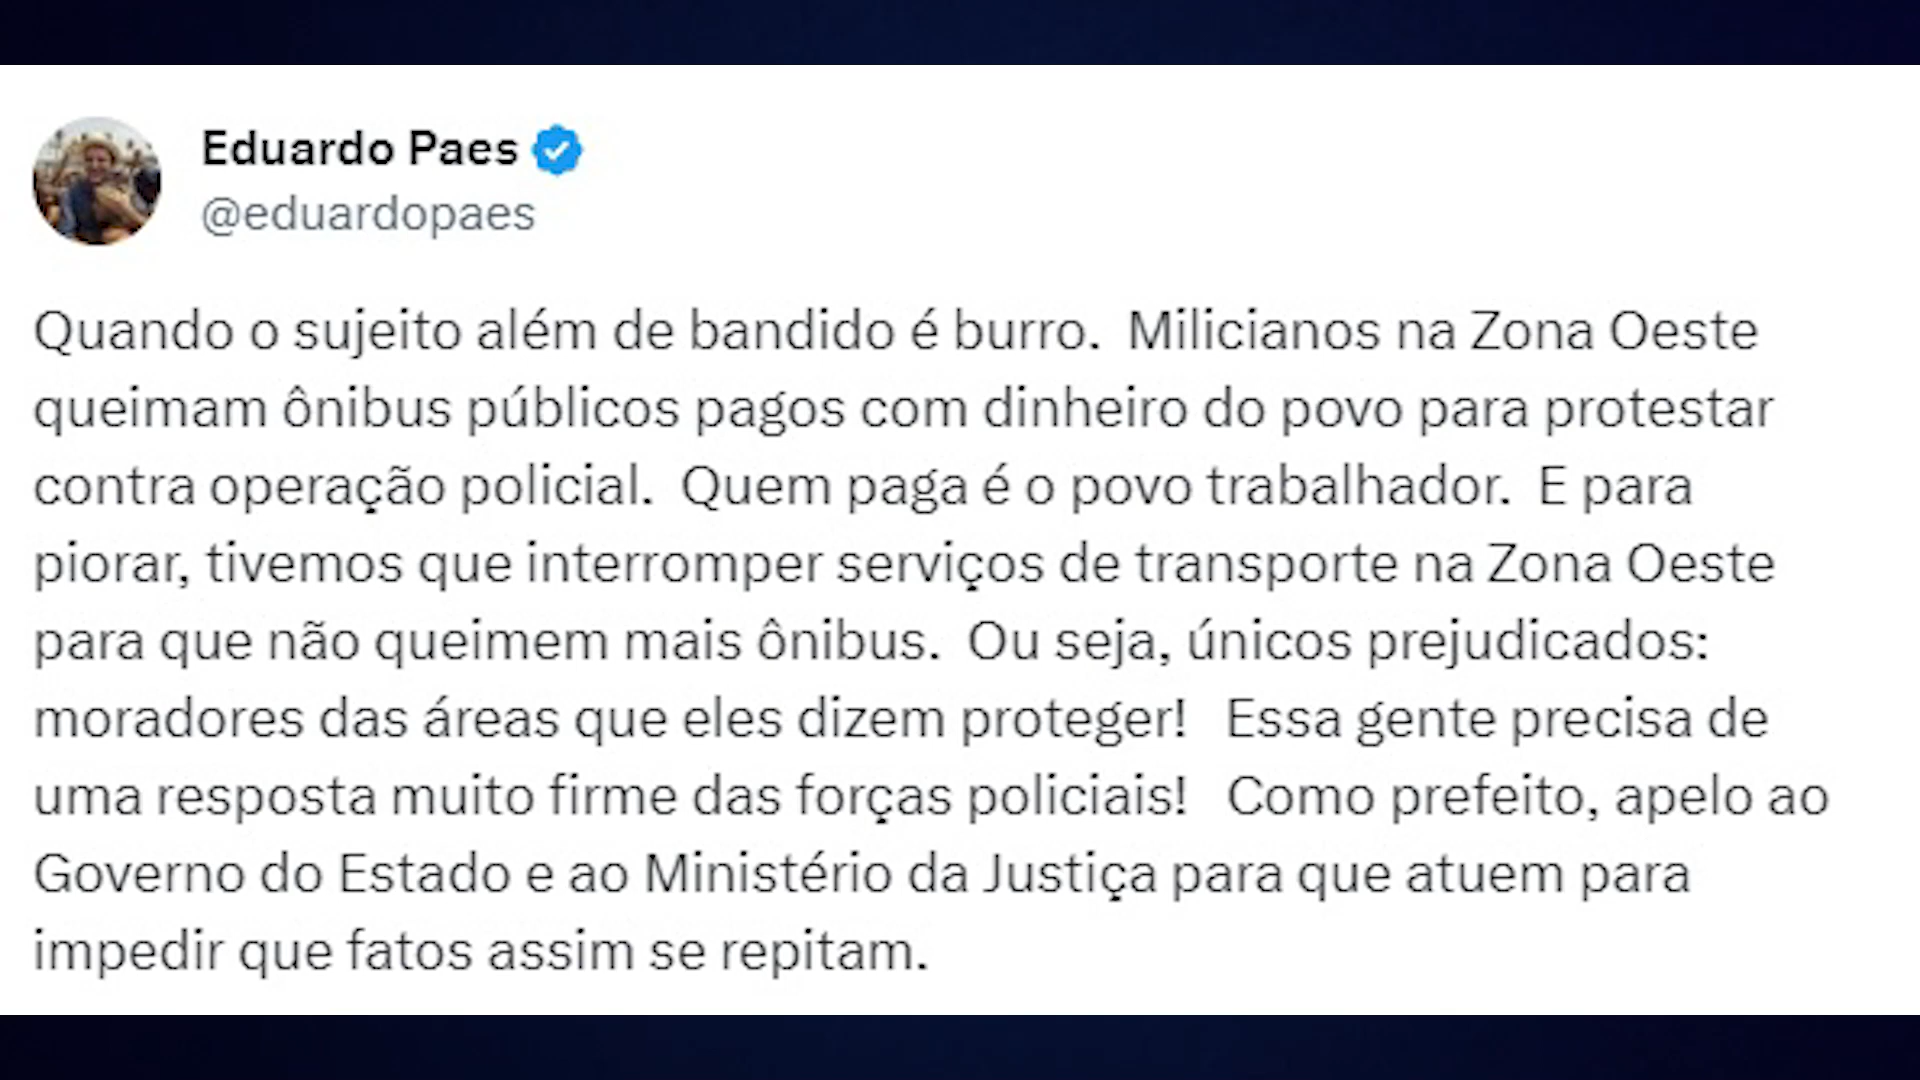 Eduardo Paes
@eduardopaes
Quando o sujeito além de bandido é burro.  Milicianos na Zona Oeste
queimam ônibus públicos pagos com dinheiro do povo para protestar
contra operação policial.  Quem paga é o povo trabalhador.  E para
piorar, tivemos que interromper serviços de transporte na Zona Oeste
para que não queimem mais ônibus.  Ou seja, únicos prejudicados:
moradores das áreas que eles dizem proteger!   Essa gente precisa de
uma resposta muito firme das forças policiais!   Como prefeito, apelo ao
Governo do Estado e ao Ministério da Justiça para que atuem para
impedir que fatos assim se repitam.